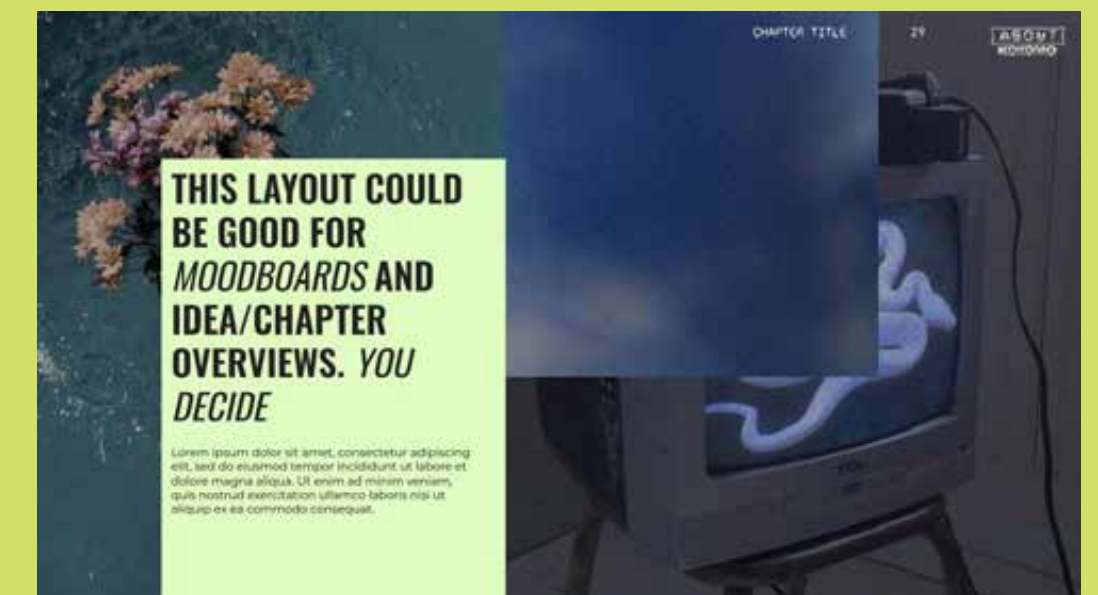 CHAPTER TITLE
29
ABOUT
THIS LAYOUT COULD
BE GOOD FOR
MOODBOARDS AND
IDEA/CHAPTER
OVERVIEWS. YOU
DECIDE
Lorem ipsum dolor sit amet, consectetur adipiscing
elit, sed do eiusmod tempor incididunt ut labore et
dolore magna aliqua. Ut enim ad minim veniam,
quis nostrud exercitation ullamco laboris nisi ut
aliquip ex ea commodo consequat.